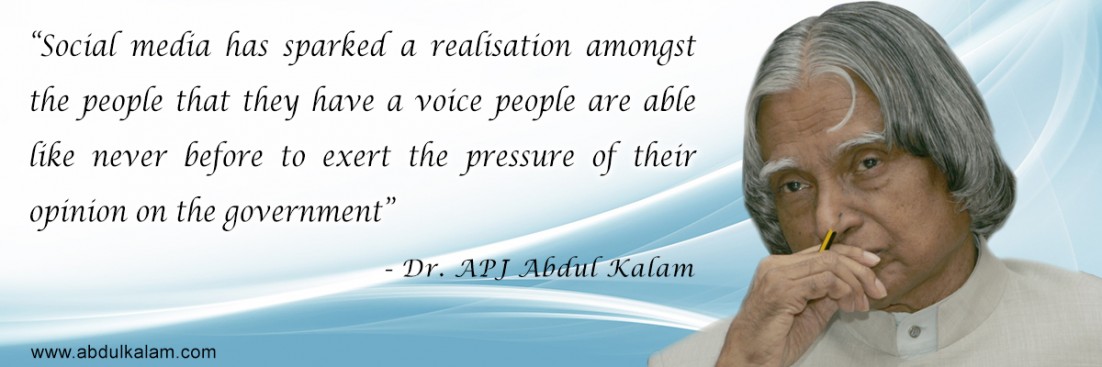 “Social media has sparked a realisation amongst
the people that they have a voice people are able
like never before to exert the pressure of their
opinion on the government”
- Dr. APJ Abdul Kalam
www.abdulkalam.com